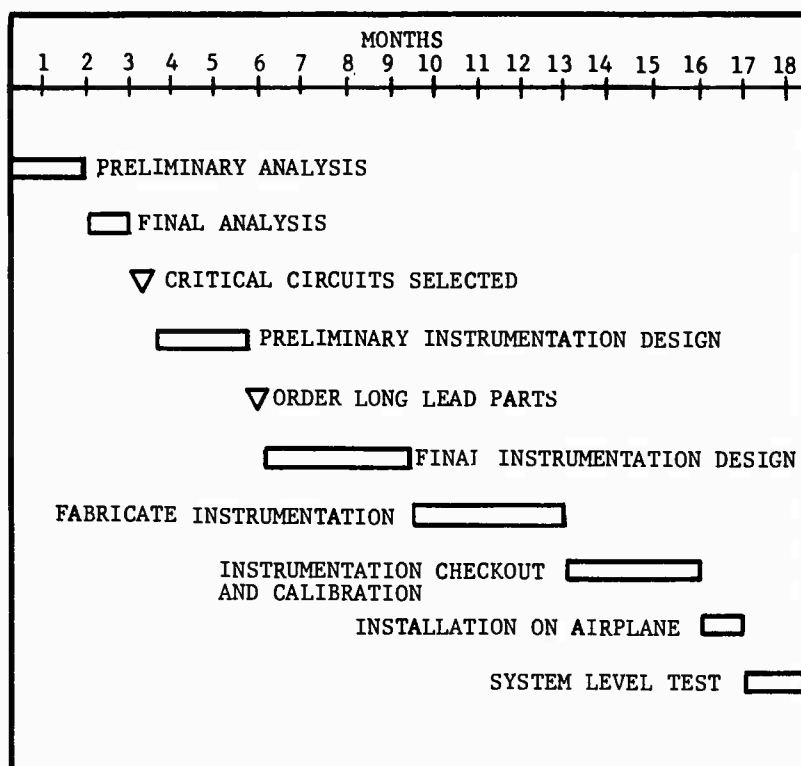 MONTHS
1 2 3 4 5 6 7 8 9 10 11 12 13 14 15 16 17 18
PRELIMINARY ANALYSIS
FINAL ANALYSIS
CRITICAL CIRCUITS SELECTED
PRELIMINARY INSTRUMENTATION DESIGN
ORDER LONG LEAD PARTS
FINAL INSTRUMENTATION DESIGN
FABRICATE INSTRUMENTATION
INSTRUMENTATION CHECKOUT
AND CALIBRATION
INSTALLATION ON AIRPLANE
SYSTEM LEVEL TEST